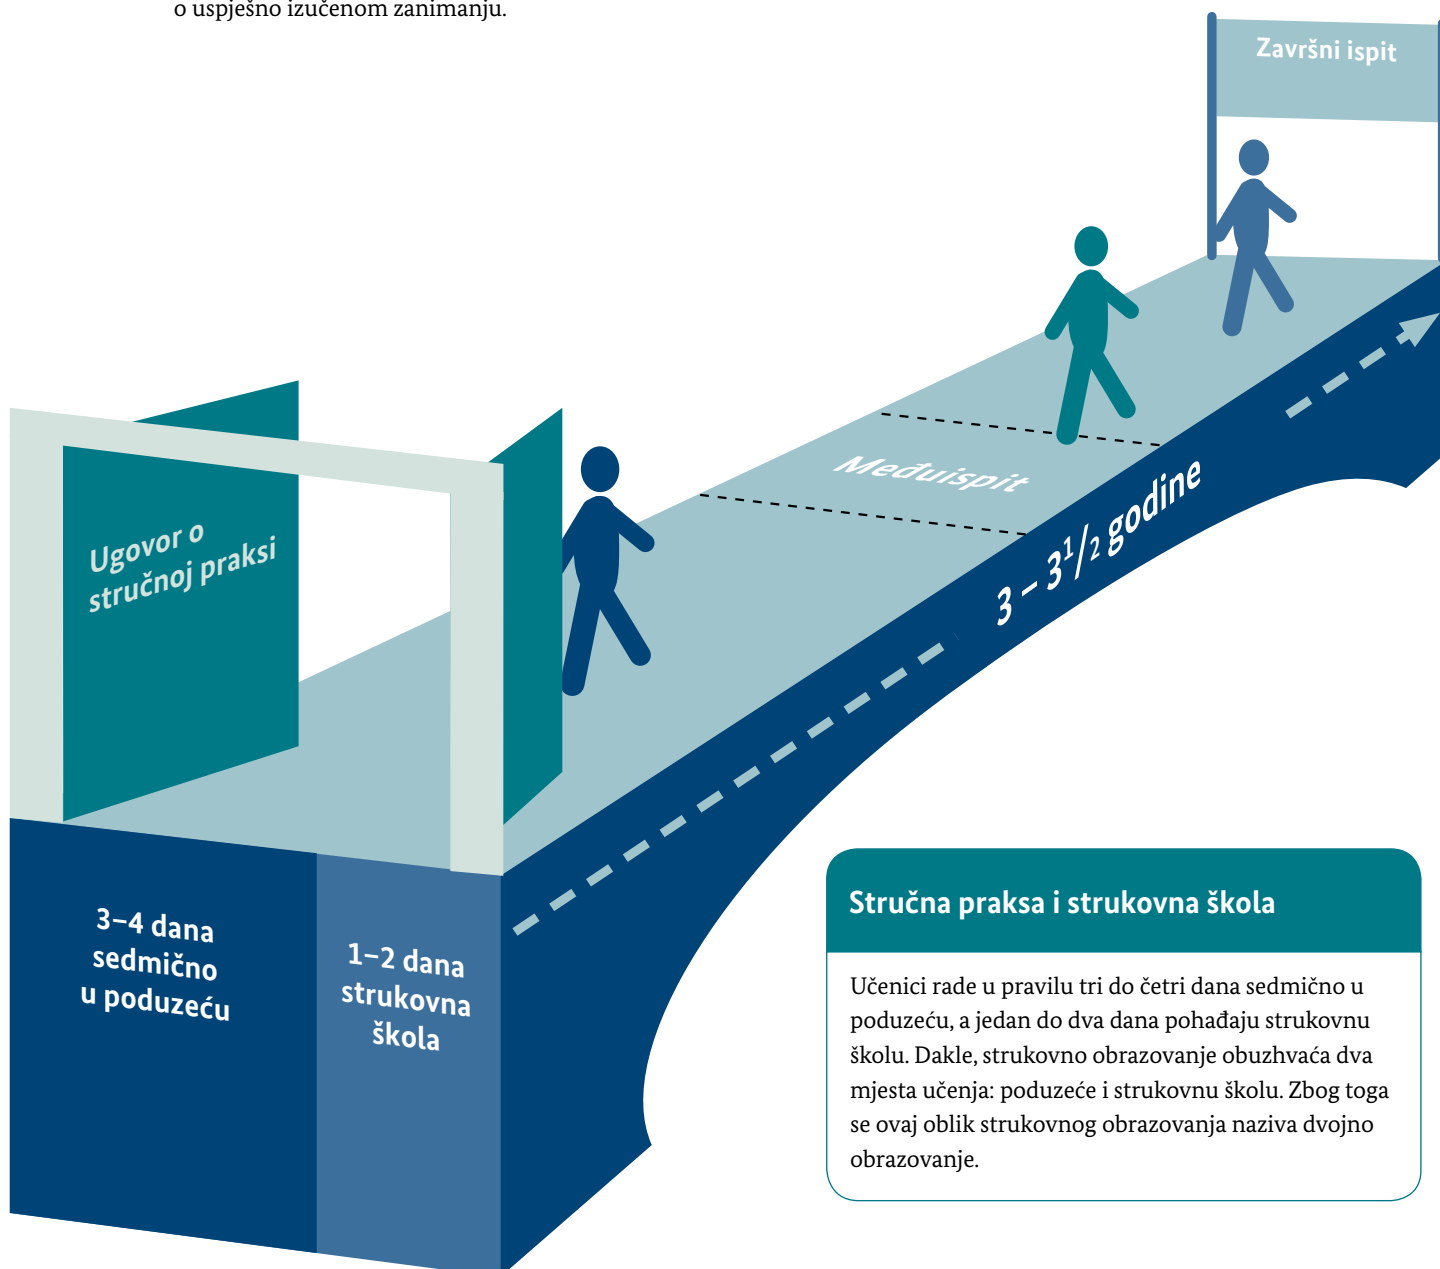 o uspješno izučenom zanimanju.
Završni ispit
Ugovor o
stručnoj praksi
Međuispit
3 – 3 1/2 godine
3–4 dana
sedmično
u poduzeću
1–2 dana
strukovna
škola
Stručna praksa i strukovna škola
Učenici rade u pravilu tri do četri dana sedmično u
poduzeću, a jedan do dva dana pohađaju strukovnu
školu. Dakle, strukovno obrazovanje obuzhvaća dva
mjesta učenja: poduzeće i strukovnu školu. Zbog toga
se ovaj oblik strukovnog obrazovanja naziva dvojno
obrazovanje.